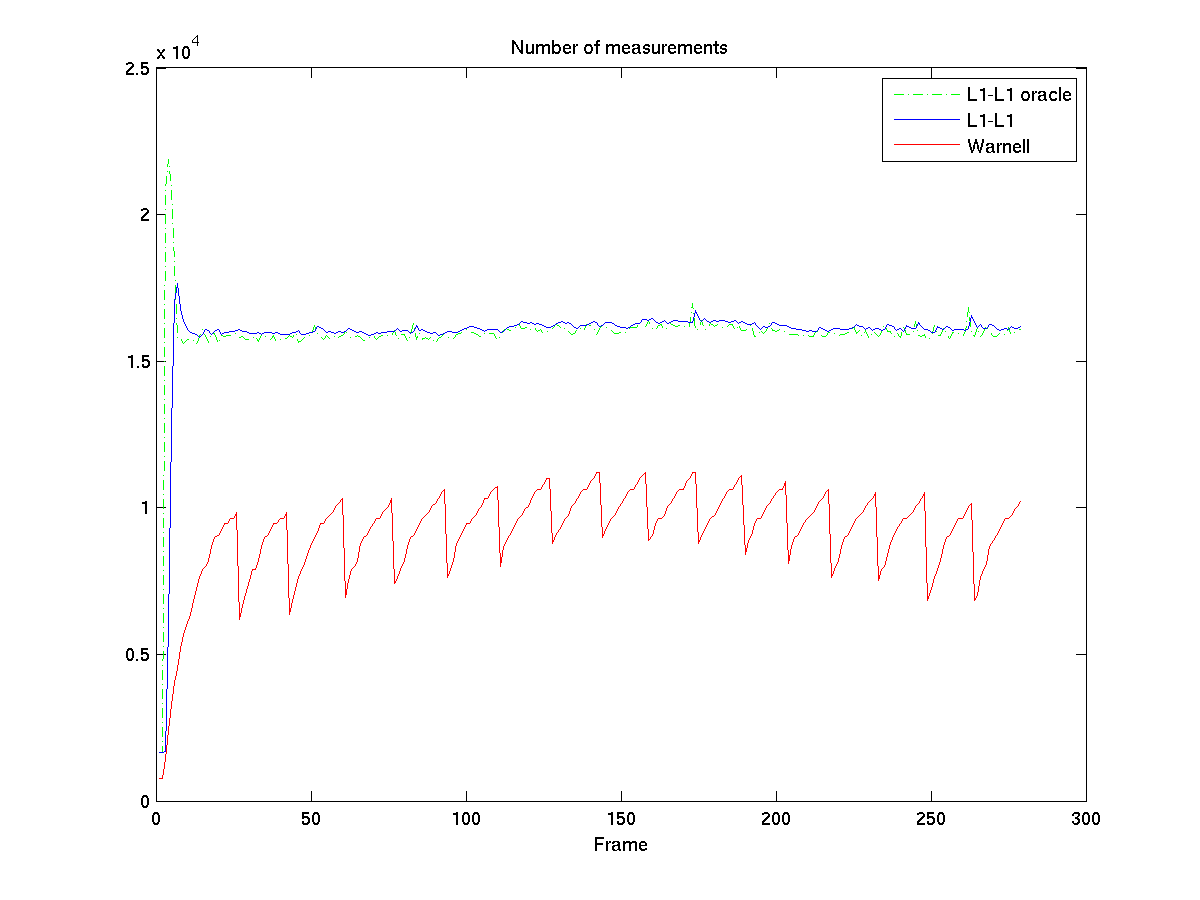 Number of measurements
x 10^4
2.5
2
1.5
1
0.5
0
0 50 100 150 200 250 300
Frame
L1-L1 oracle
L1-L1
Warnell